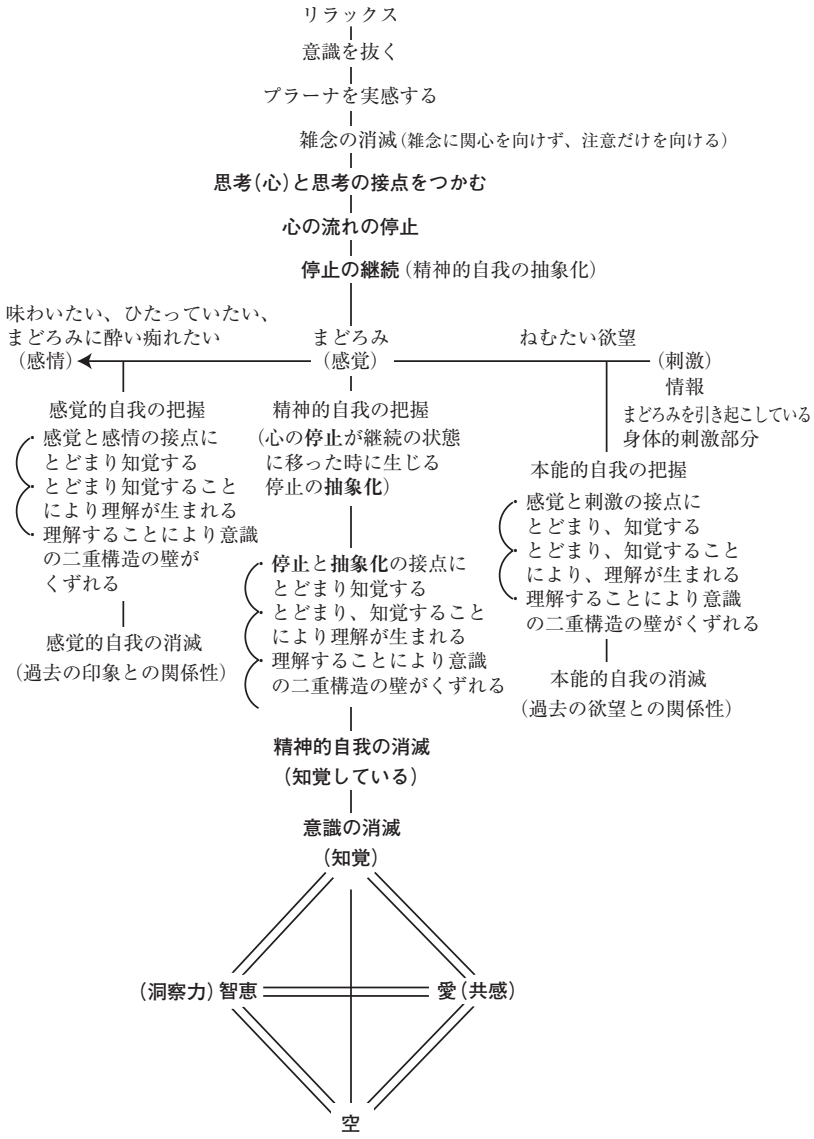 リラックス
意識を抜く
プラーナを実感する
雑念の消滅(雑念に関心を向けず、注意だけを向ける)
思考(心)と思考の接点をつかむ
心の流れの停止
停止の継続(精神的自我の抽象化)
味わいたい、ひたっていたい、
まどろみに酔い痴れたい
(感情)
まどろみ
(感覚)
ねむたい欲望
(刺激)
情報
まどろみを引き起こしている
身体的刺激部分
感覚的自我の把握
・感覚と感情の接点に
とどまり知覚する
・とどまり知覚すること
により理解が生まれる
・理解することにより意識
の二重構造の壁が
くずれる
感覚的自我の消滅
(過去の印象との関係性)
精神的自我の把握
(心の停止が継続の状態
に移った時に生じる
停止の抽象化)
・停止と抽象化の接点に
とどまり知覚する
・とどまり、知覚すること
により理解が生まれる
・理解することにより意識
の二重構造の壁がくずれる
本能的自我の把握
・感覚と刺激の接点に
とどまり、知覚する
・とどまり、知覚すること
により、理解が生まれる
・理解することにより意識
の二重構造の壁がくずれる
本能的自我の消滅
(過去の欲望との関係性)
精神的自我の消滅
(知覚している)
意識の消滅
(知覚)
(洞察力)智恵
愛(共感)
空